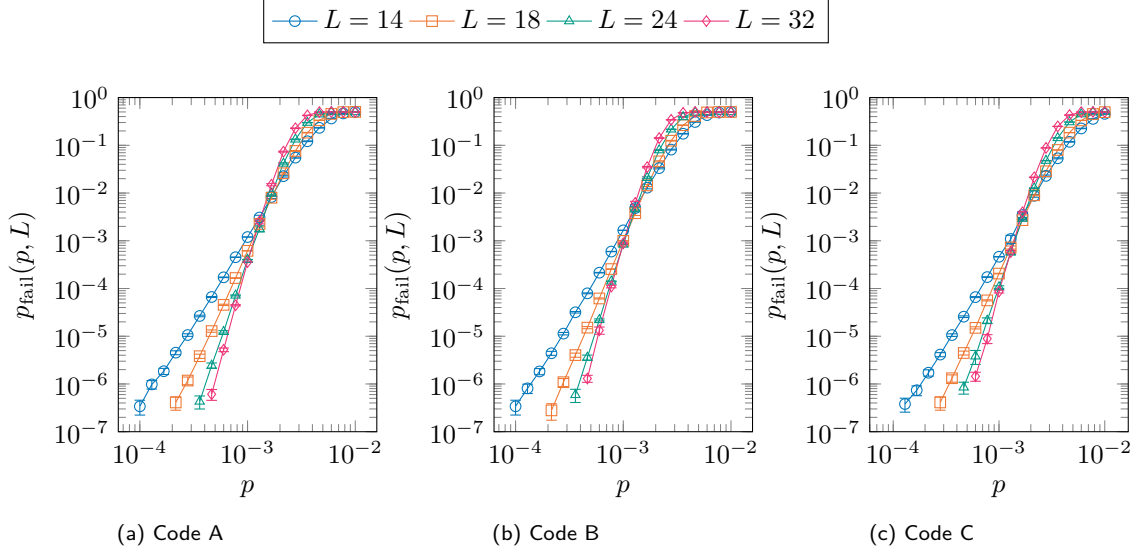 L = 14 L = 18 L = 24 L = 32
10^0 10^0 10^0
10^−1 10^−1 10^−1
10^−2 10^−2 10^−2
10^−3 10^−3 10^−3
10^−4 10^−4 10^−4
10^−5 10^−5 10^−5
10^−6 10^−6 10^−6
10^−7 10^−7 10^−7
p_fail(p, L) p_fail(p, L) p_fail(p, L)
10^−4 10^−3 10^−2 10^−4 10^−3 10^−2 10^−4 10^−3 10^−2
p p p
(a) Code A (b) Code B (c) Code C